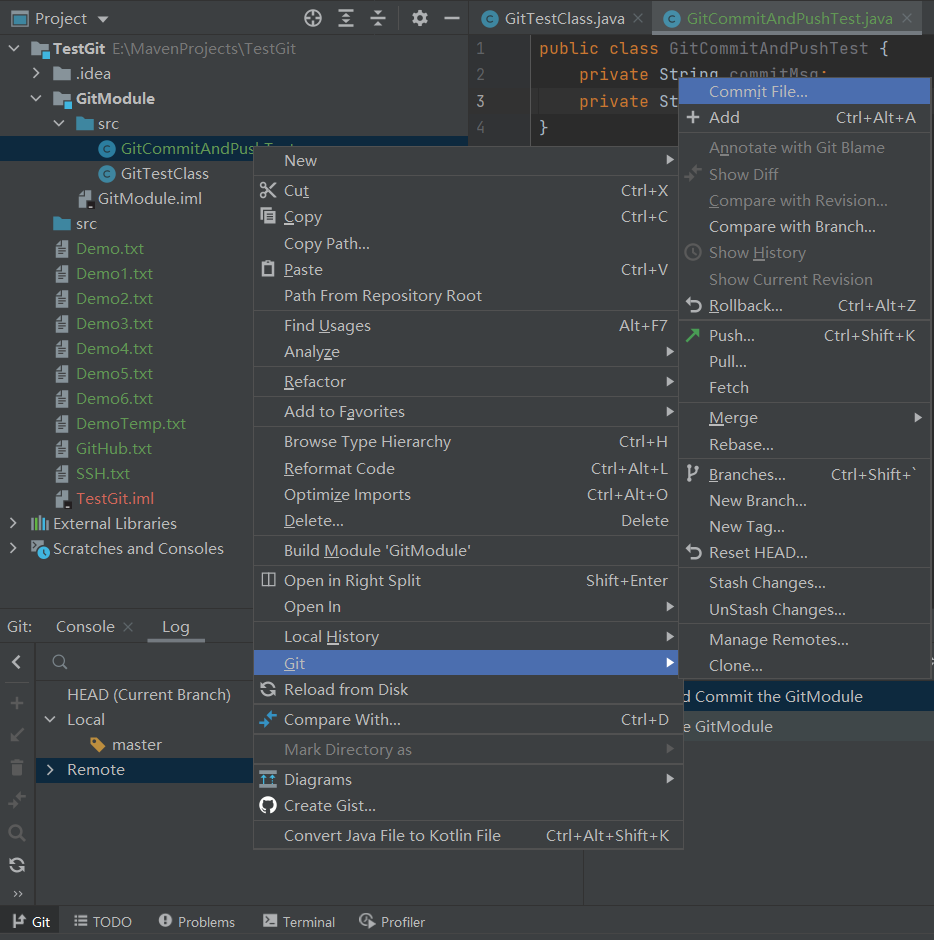 Project
GitTestClass.java
GitCommitAndPushTest.java
TestGit E:\MavenProjects\TestGit
.idea
GitModule
src
GitCommitAndPushTest
GitTestClass
GitModule.iml
src
Demo.txt
Demo1.txt
Demo2.txt
Demo3.txt
Demo4.txt
Demo5.txt
Demo6.txt
DemoTemp.txt
GitHub.txt
SSH.txt
TestGit.iml
External Libraries
Scratches and Consoles
1 public class GitCommitAndPushTest {
2 private String commitMsg;
3 private St
4 }
New
Cut Ctrl+X
Copy Ctrl+C
Copy Path...
Paste Ctrl+V
Path From Repository Root
Find Usages Alt+F7
Analyze
Refactor
Add to Favorites
Browse Type Hierarchy Ctrl+H
Reformat Code Ctrl+Alt+L
Optimize Imports Ctrl+Alt+O
Delete... Delete
Build Module 'GitModule'
Open in Right Split Shift+Enter
Open In
Local History
Git
Reload from Disk
Compare With... Ctrl+D
Mark Directory as
Diagrams
Create Gist...
Convert Java File to Kotlin File Ctrl+Alt+Shift+K
Commit File...
Add Ctrl+Alt+A
Annotate with Git Blame
Show Diff
Compare with Revision...
Compare with Branch...
Show History
Show Current Revision
Rollback... Ctrl+Alt+Z
Push... Ctrl+Shift+K
Pull...
Fetch
Merge
Rebase...
Branches... Ctrl+Shift+`
New Branch...
New Tag...
Reset HEAD...
Stash Changes...
UnStash Changes...
Manage Remotes...
Clone...
d Commit the GitModule
e GitModule
Git: Console Log
HEAD (Current Branch)
Local
master
Remote
Git TODO Problems Terminal Profiler